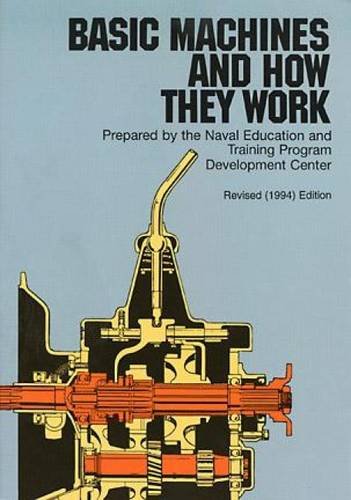 BASIC MACHINES
AND HOW
THEY WORK
Prepared by the Naval Education and
Training Program
Development Center
Revised (1994) Edition